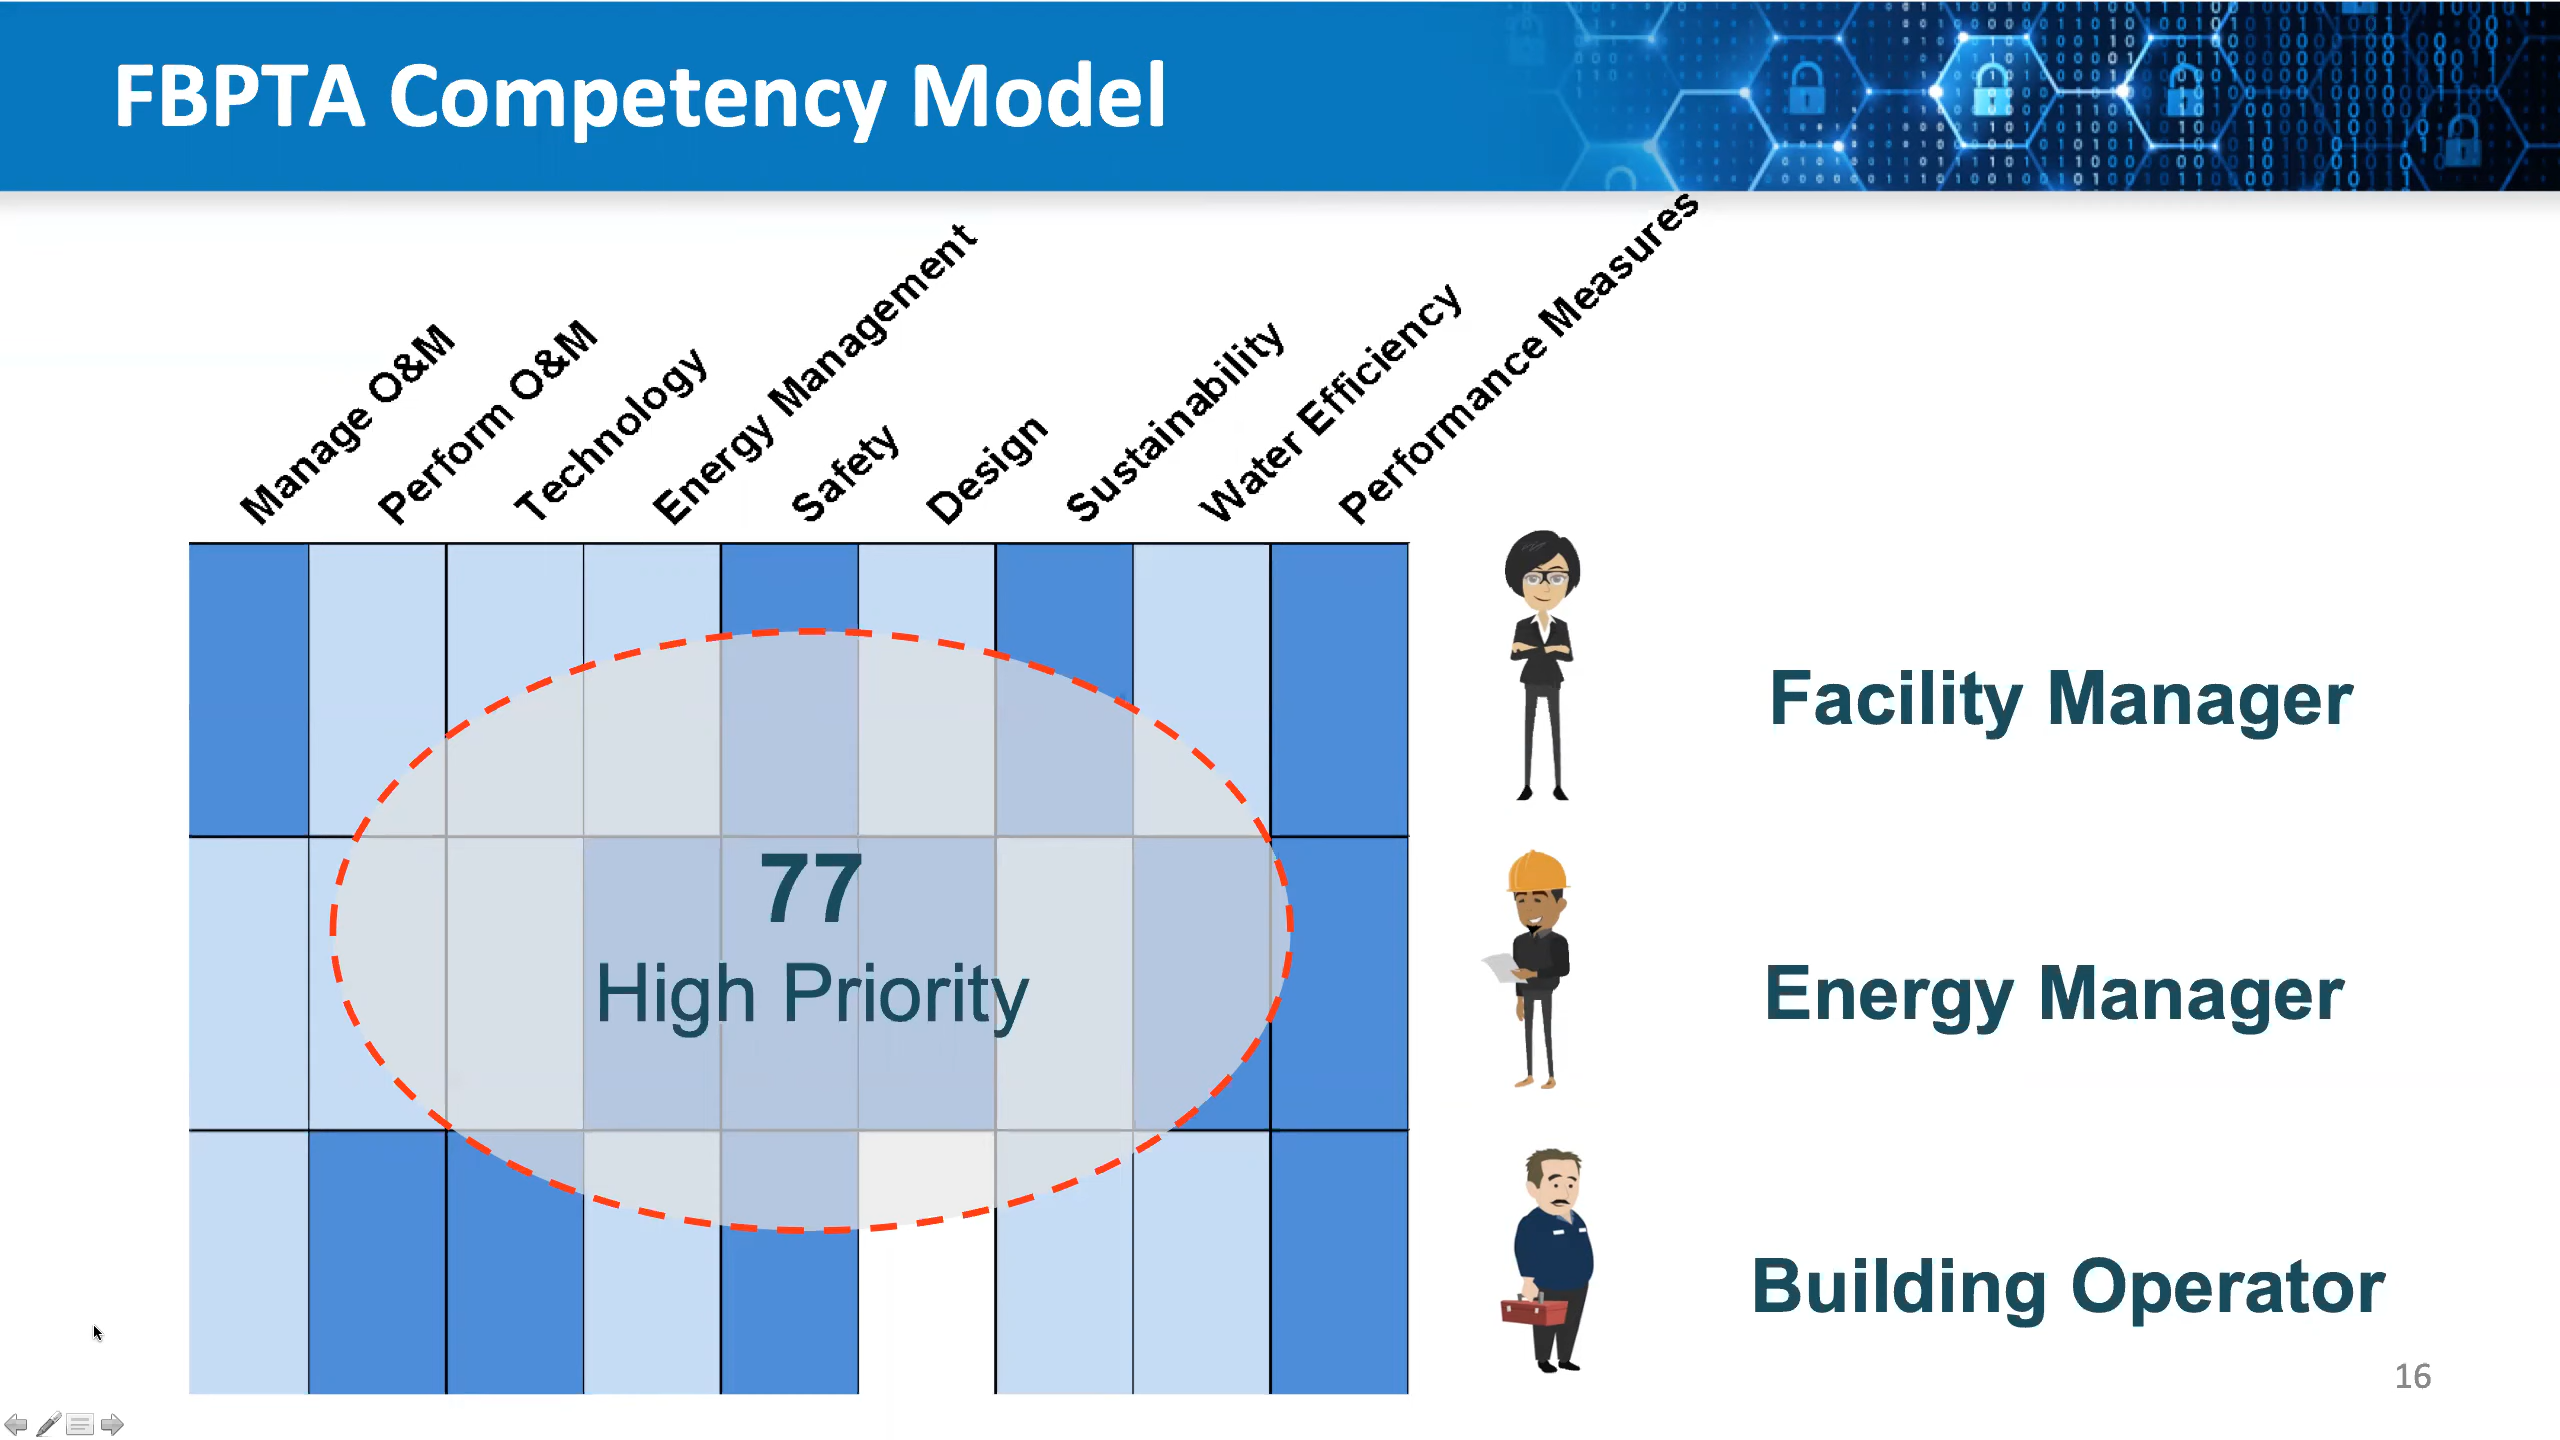 FBPTA Competency Model
Manage O&M
Perform O&M
Technology
Energy Management
Safety
Design
Sustainability
Water Efficiency
Performance Measures
77
High Priority
Facility Manager
Energy Manager
Building Operator
16